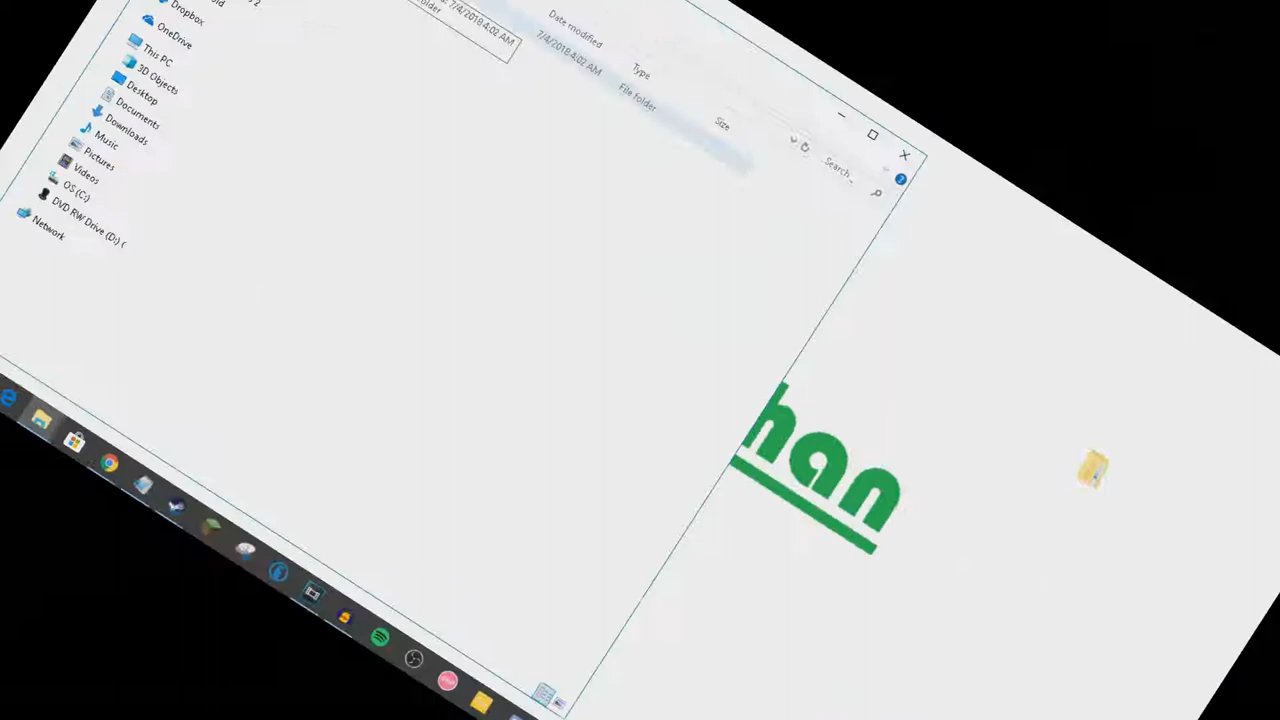 Dropbox
OneDrive
This PC
3D Objects
Desktop
Documents
Downloads
Music
Pictures
Videos
OS (C:)
DVD RW Drive (D:) (
Network
7/4/2018 4:02 AM
Date modified
Type
Size
7/4/2018 4:02 AM
File folder
Search...
han